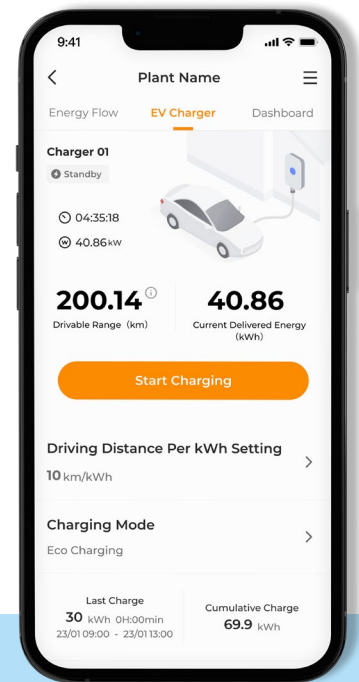 9:41
Plant Name
Energy Flow EV Charger Dashboard
Charger 01
Standby
04:35:18
W 40.86kW
200.14 40.86
Drivable Range (km) Current Delivered Energy
(kWh)
Start Charging
Driving Distance Per kWh Setting
10 km/kWh
Charging Mode
Eco Charging
Last Charge Cumulative Charge
30 kWh 0H:00min 69.9 kWh
23/01 09:00 - 23/01 13:00